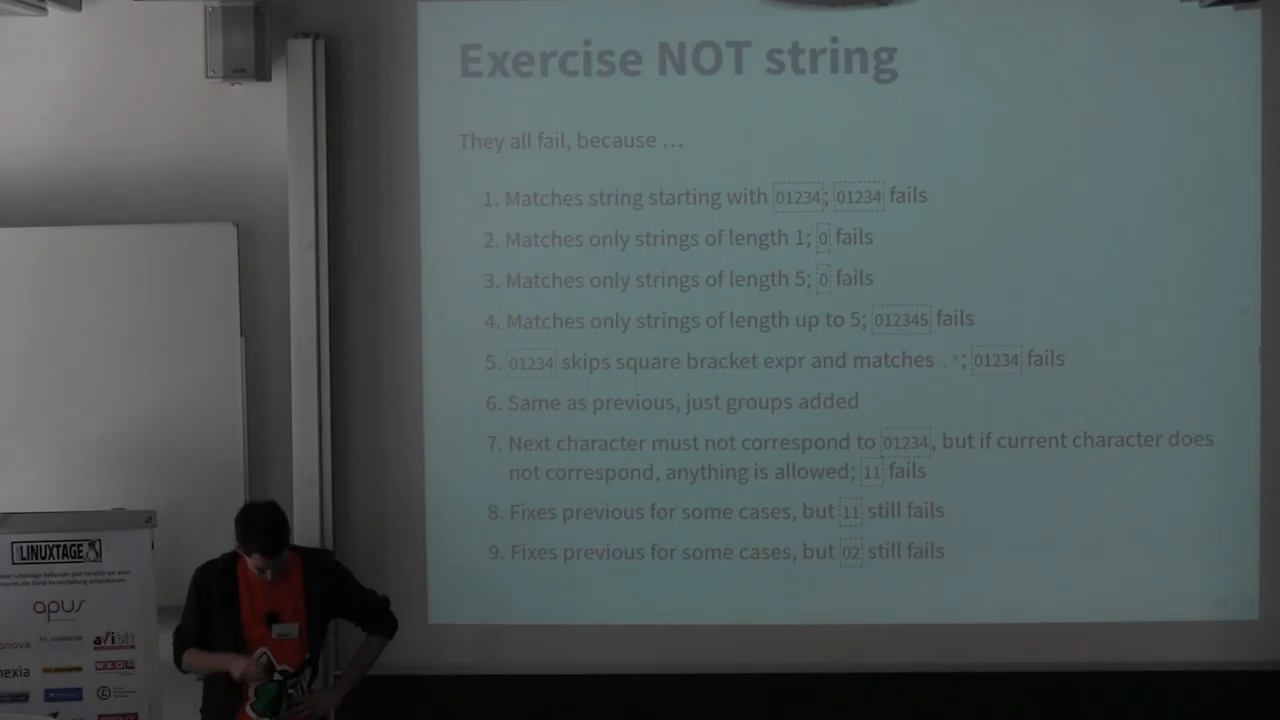 Exercise NOT string
They all fail, because …
1. Matches string starting with 01234; 01234 fails
2. Matches only strings of length 1; 0 fails
3. Matches only strings of length 5; 0 fails
4. Matches only strings of length up to 5; 012345 fails
5. 01234 skips square bracket expr and matches .*; 01234 fails
6. Same as previous, just groups added
7. Next character must not correspond to 01234, but if current character does
not correspond, anything is allowed; 11 fails
8. Fixes previous for some cases, but 11 still fails
9. Fixes previous for some cases, but 02 still fails
LINUXTAGE
apus
avibit